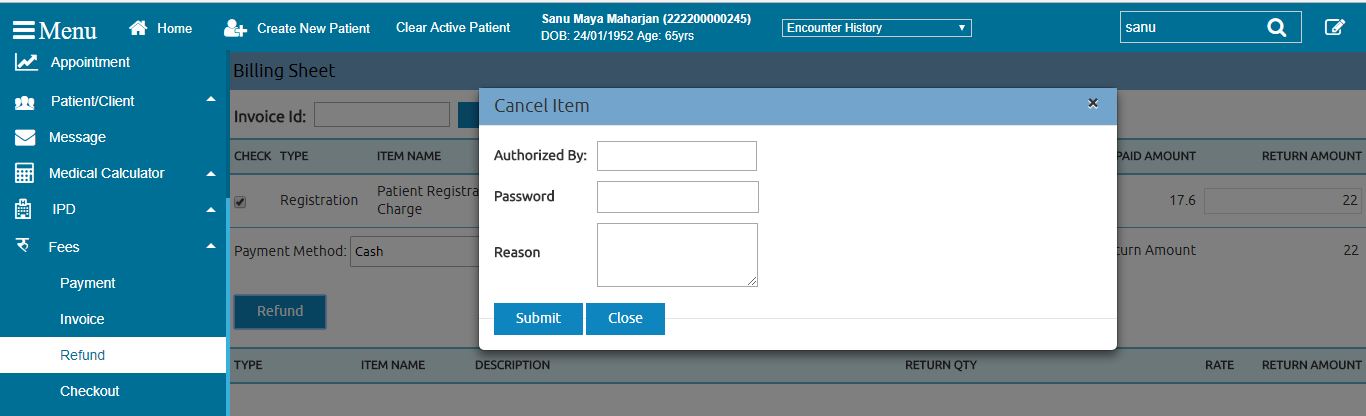 Menu
Home
Create New Patient
Clear Active Patient
Sanu Maya Maharjan (222200000245)
DOB: 24/01/1952 Age: 65yrs
Encounter History
sanu
Appointment
Patient/Client
Message
Medical Calculator
IPD
Fees
Payment
Invoice
Refund
Checkout
Billing Sheet
Invoice Id:
CHECK TYPE ITEM NAME
AID AMOUNT RETURN AMOUNT
Registration
Patient Registra
Charge
17.6
22
Payment Method: Cash
turn Amount 22
Refund
Cancel Item
×
Authorized By:
Password
Reason
Submit
Close
TYPE ITEM NAME DESCRIPTION RETURN QTY RATE RETURN AMOUNT